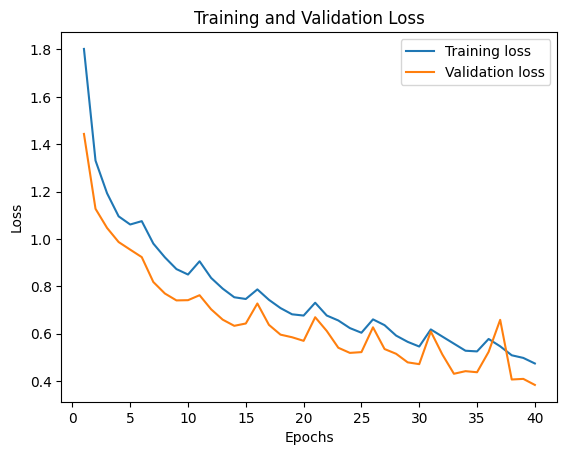 Training and Validation Loss
Training loss
Validation loss
Loss
1.8
1.6
1.4
1.2
1.0
0.8
0.6
0.4
0 5 10 15 20 25 30 35 40
Epochs